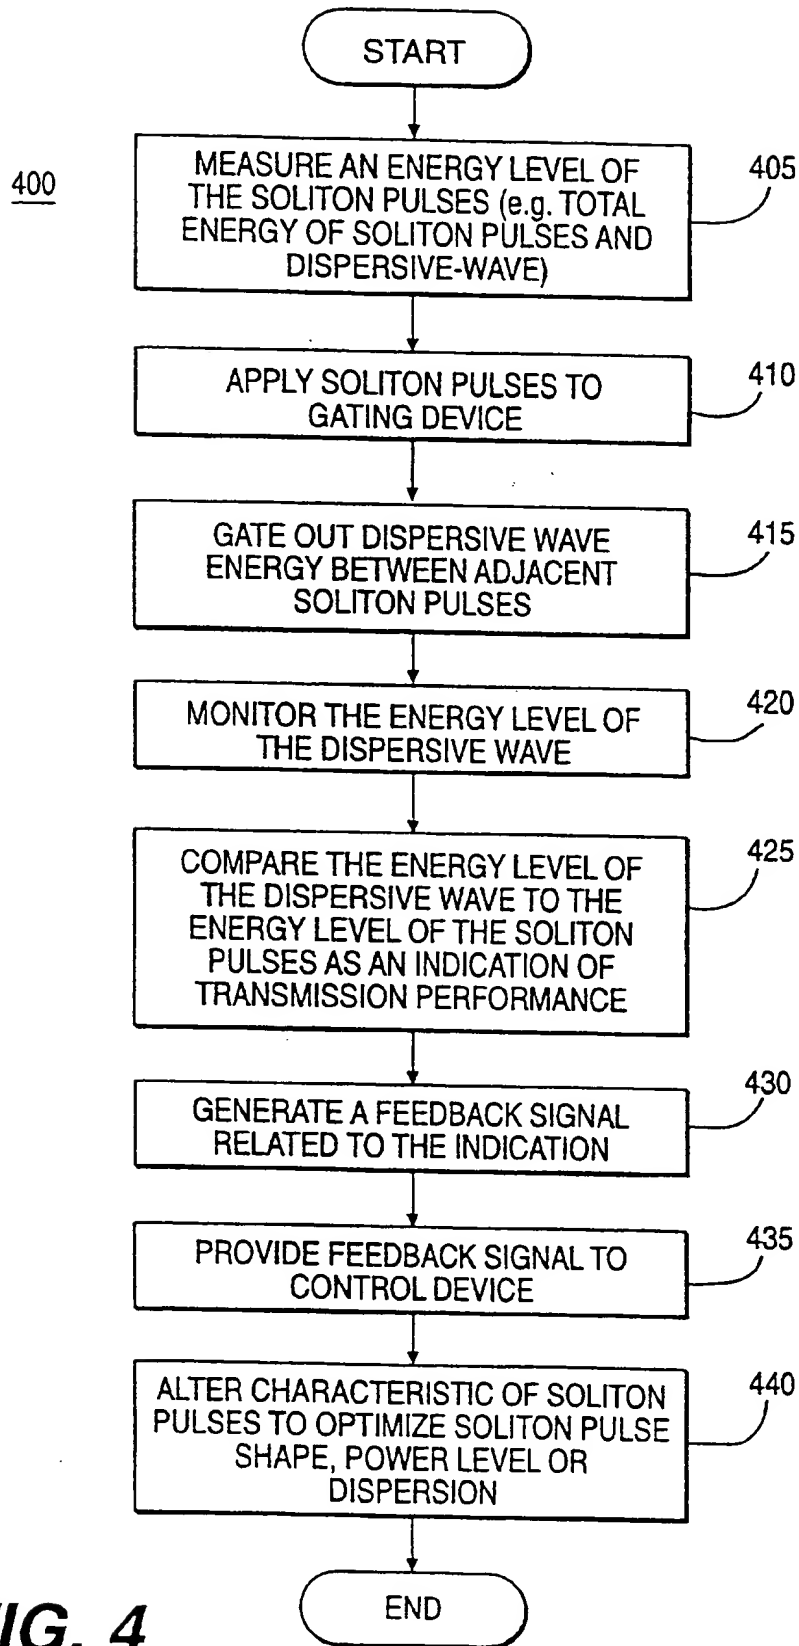 START
400
MEASURE AN ENERGY LEVEL OF
THE SOLITON PULSES (e.g. TOTAL
ENERGY OF SOLITON PULSES AND
DISPERSIVE-WAVE)
405
APPLY SOLITON PULSES TO
GATING DEVICE
410
GATE OUT DISPERSIVE WAVE
ENERGY BETWEEN ADJACENT
SOLITON PULSES
415
MONITOR THE ENERGY LEVEL OF
THE DISPERSIVE WAVE
420
COMPARE THE ENERGY LEVEL OF
THE DISPERSIVE WAVE TO THE
ENERGY LEVEL OF THE SOLITON
PULSES AS AN INDICATION OF
TRANSMISSION PERFORMANCE
425
GENERATE A FEEDBACK SIGNAL
RELATED TO THE INDICATION
430
PROVIDE FEEDBACK SIGNAL TO
CONTROL DEVICE
435
ALTER CHARACTERISTIC OF SOLITON
PULSES TO OPTIMIZE SOLITON PULSE
SHAPE, POWER LEVEL OR
DISPERSION
440
END
IG. 4